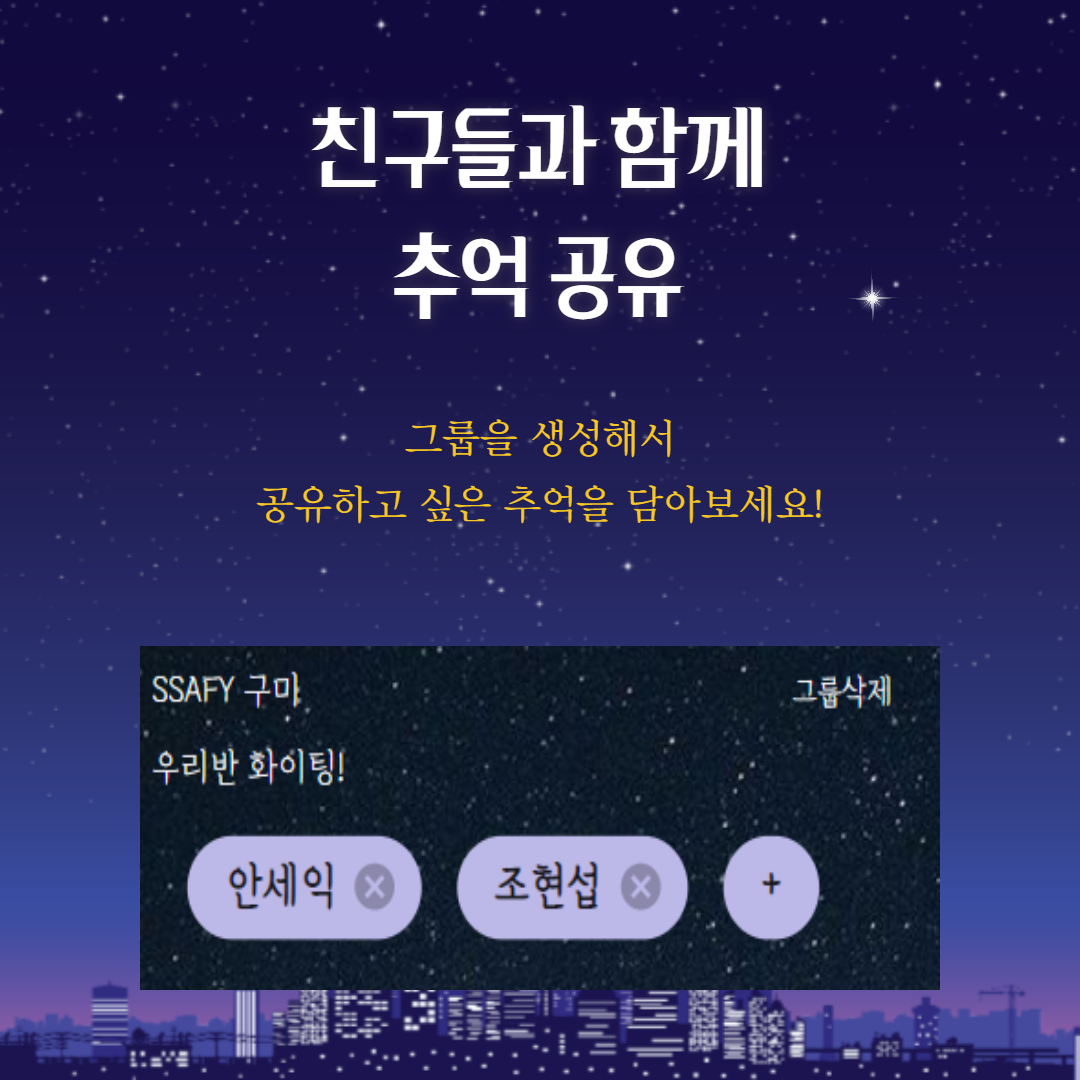 친구들과 함께
추억 공유
그룹을 생성해서
공유하고 싶은 추억을 담아보세요!
SSAFY 구마 그룹삭제
우리반 화이팅!
안세익 조현섭 +